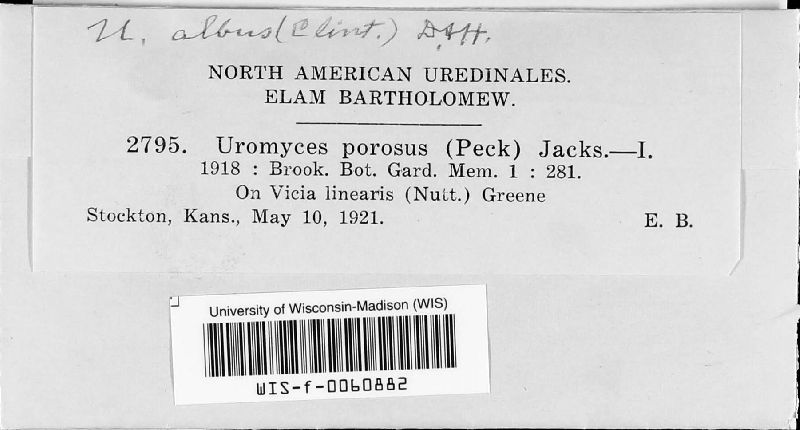 U. albus (Clint.) D&H.
NORTH AMERICAN UREDINALES.
ELAM BARTHOLOMEW.
2795. Uromyces porosus (Peck) Jacks.—I.
1918 : Brook. Bot. Gard. Mem. 1 : 281.
On Vicia linearis (Nutt.) Greene
Stockton, Kans., May 10, 1921. E. B.
University of Wisconsin-Madison (WIS)
WIS-f-0060882